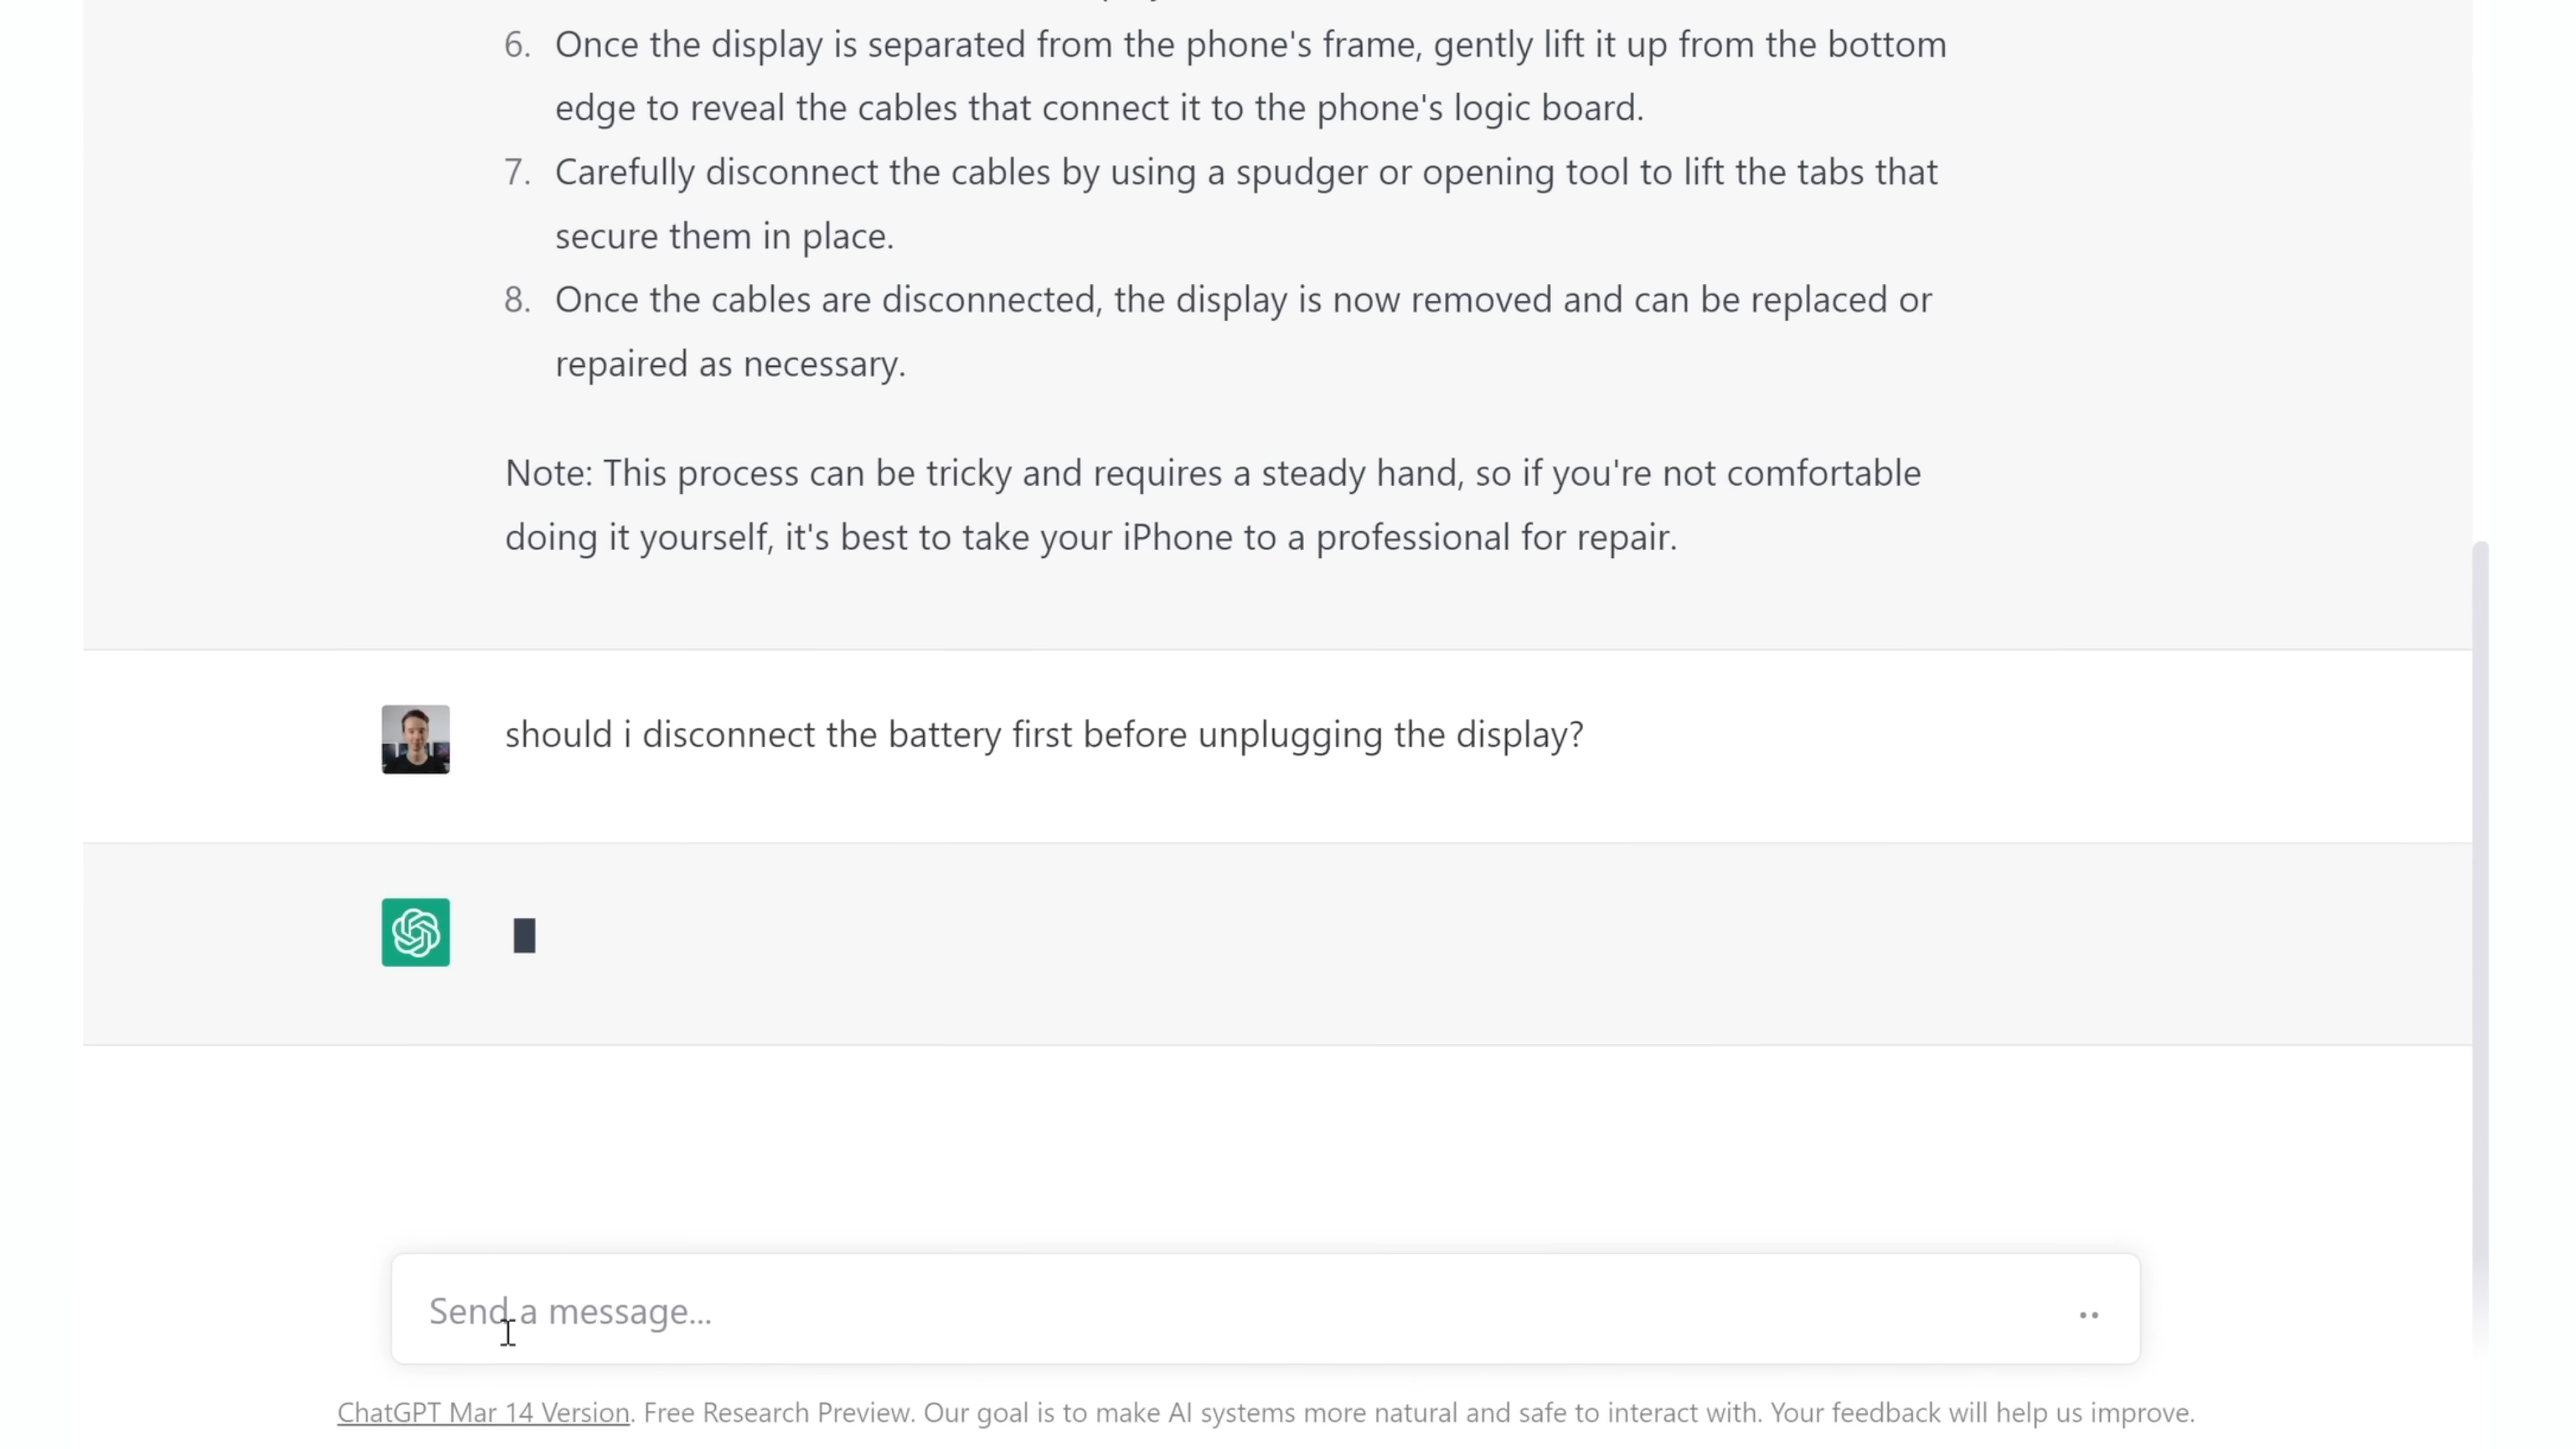 6. Once the display is separated from the phone's frame, gently lift it up from the bottom
edge to reveal the cables that connect it to the phone's logic board.
7. Carefully disconnect the cables by using a spudger or opening tool to lift the tabs that
secure them in place.
8. Once the cables are disconnected, the display is now removed and can be replaced or
repaired as necessary.
Note: This process can be tricky and requires a steady hand, so if you're not comfortable
doing it yourself, it's best to take your iPhone to a professional for repair.
should i disconnect the battery first before unplugging the display?
Send a message...
ChatGPT Mar 14 Version. Free Research Preview. Our goal is to make AI systems more natural and safe to interact with. Your feedback will help us improve.